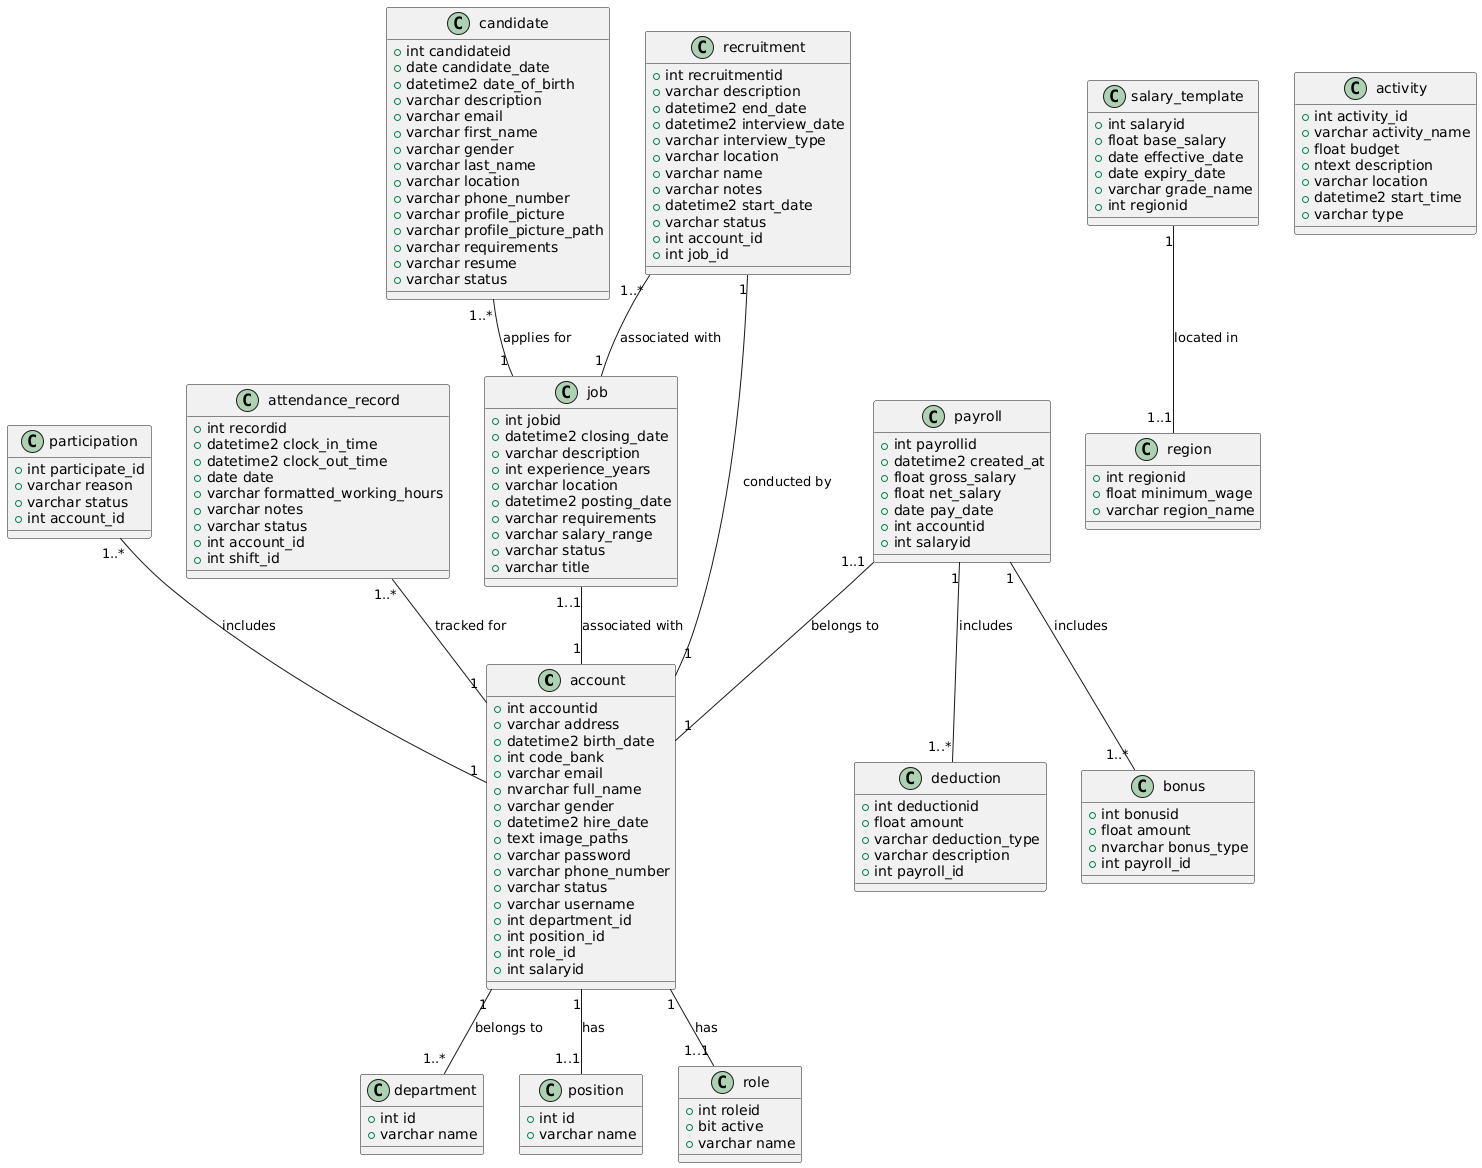 C candidate
int candidateid
date candidate_date
datetime2 date_of_birth
varchar description
varchar email
varchar first_name
varchar gender
varchar last_name
varchar location
varchar phone_number
varchar profile_picture
varchar profile_picture_path
varchar requirements
varchar resume
varchar status
C recruitment
int recruitmentid
varchar description
datetime2 end_date
datetime2 interview_date
varchar interview_type
varchar location
varchar name
varchar notes
datetime2 start_date
varchar status
int account_id
int job_id
C salary_template
int salaryid
float base_salary
date effective_date
date expiry_date
varchar grade_name
int regionid
C activity
int activity_id
varchar activity_name
float budget
ntext description
varchar location
datetime2 start_time
varchar type
1..*
applies for
1
1..*
associated with
1
1
conducted by
1
1
located in
1..1
C participation
int participate_id
varchar reason
varchar status
int account_id
C attendance_record
int recordid
datetime2 clock_in_time
datetime2 clock_out_time
date date
varchar formatted_working_hours
varchar notes
varchar status
int account_id
int shift_id
C job
int jobid
datetime2 closing_date
varchar description
int experience_years
varchar location
datetime2 posting_date
varchar requirements
varchar salary_range
varchar status
varchar title
C payroll
int payrollid
datetime2 created_at
float gross_salary
float net_salary
date pay_date
int accountid
int salaryid
C region
int regionid
float minimum_wage
varchar region_name
1..*
includes
1
1..*
tracked for
1
1..1
associated with
1
1..1
belongs to
1
1
includes
1..*
1
includes
1..*
C account
int accountid
varchar address
datetime2 birth_date
int code_bank
varchar email
nvarchar full_name
varchar gender
datetime2 hire_date
text image_paths
varchar password
varchar phone_number
varchar status
varchar username
int department_id
int position_id
int role_id
int salaryid
C deduction
int deductionid
float amount
varchar deduction_type
varchar description
int payroll_id
C bonus
int bonusid
float amount
nvarchar bonus_type
int payroll_id
1
belongs to
1..*
1
has
1..1
1
has
1..1
C department
int id
varchar name
C position
int id
varchar name
C role
int roleid
bit active
varchar name